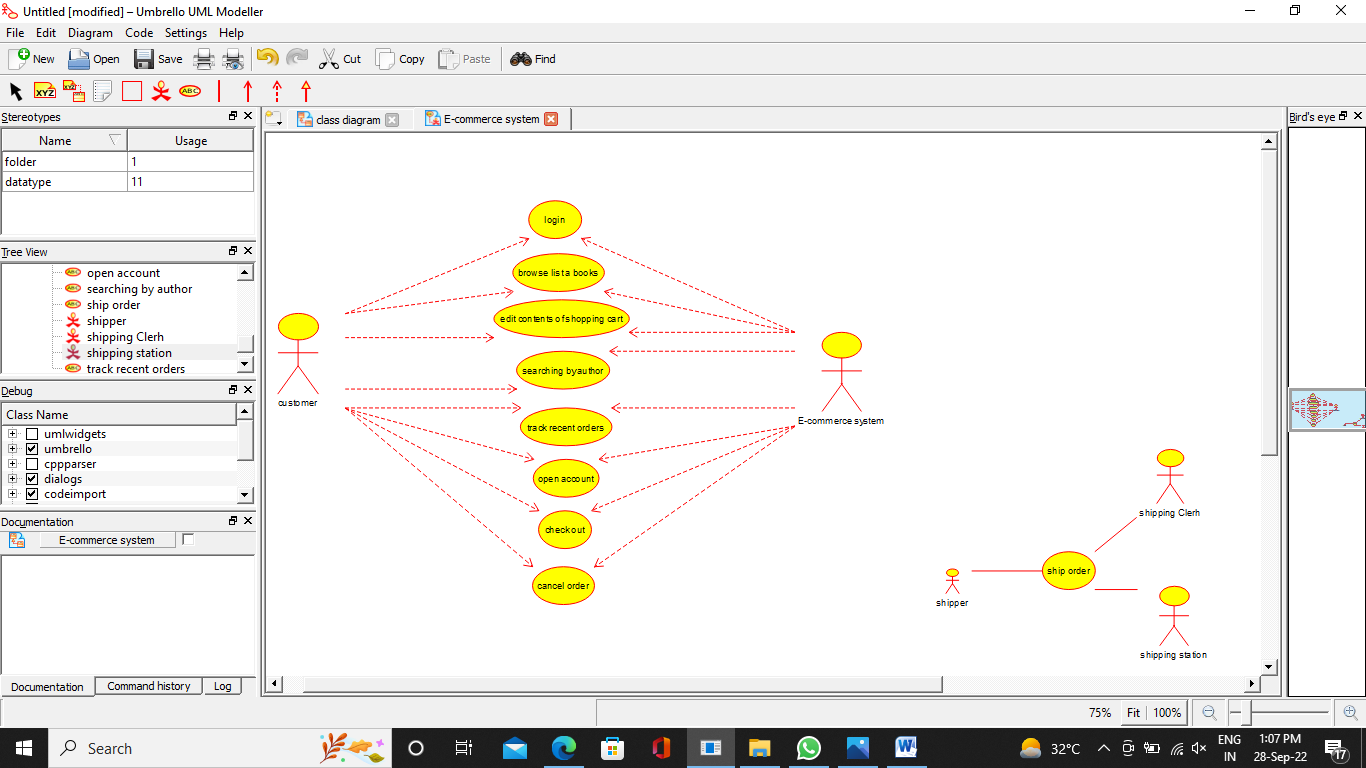 Untitled [modified] – Umbrello UML Modeller
File Edit Diagram Code Settings Help
New Open Save Cut Copy Paste Find
XYZ XYZ ABC
Stereotypes
Name Usage
folder 1
datatype 11
Tree View
open account
searching by author
ship order
shipper
shipping Clerh
shipping station
track recent orders
Debug
Class Name
umlwidgets
umbrello
cppparser
dialogs
codeimport
Documentation
E-commerce system
Documentation Command history Log
class diagram E-commerce system
login
browse list a books
edit contents of shopping cart
searching by author
track recent orders
open account
checkout
cancel order
customer
E-commerce system
shipping Clerh
ship order
shipper
shipping station
Bird's eye
75% Fit 100%
Search
32°C
ENG
IN
1:07 PM
28-Sep-22
17